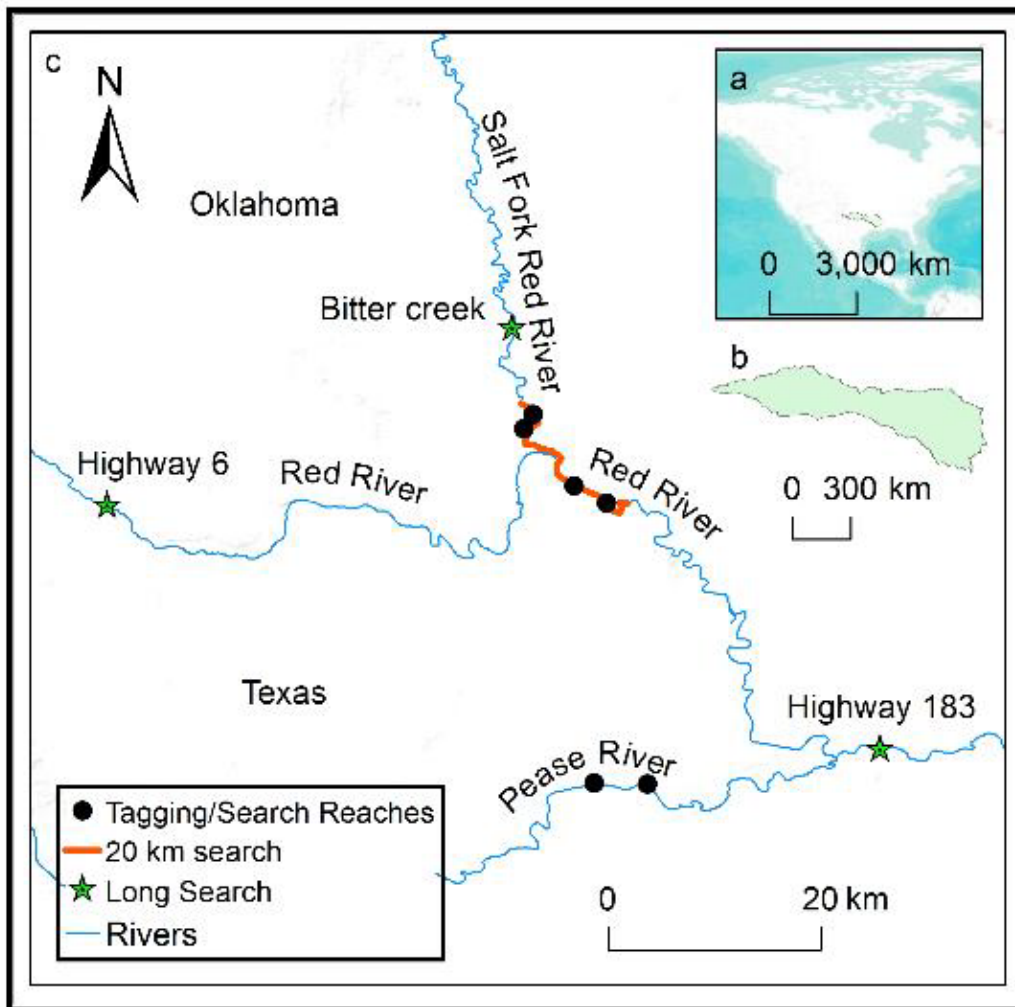 c
N
a
Oklahoma
Salt Fork Red River
0 3,000 km
Bitter creek
b
Highway 6
Red River
Red River
0 300 km
Texas
Highway 183
Pease River
Tagging/Search Reaches
20 km search
Long Search
Rivers
0 20 km